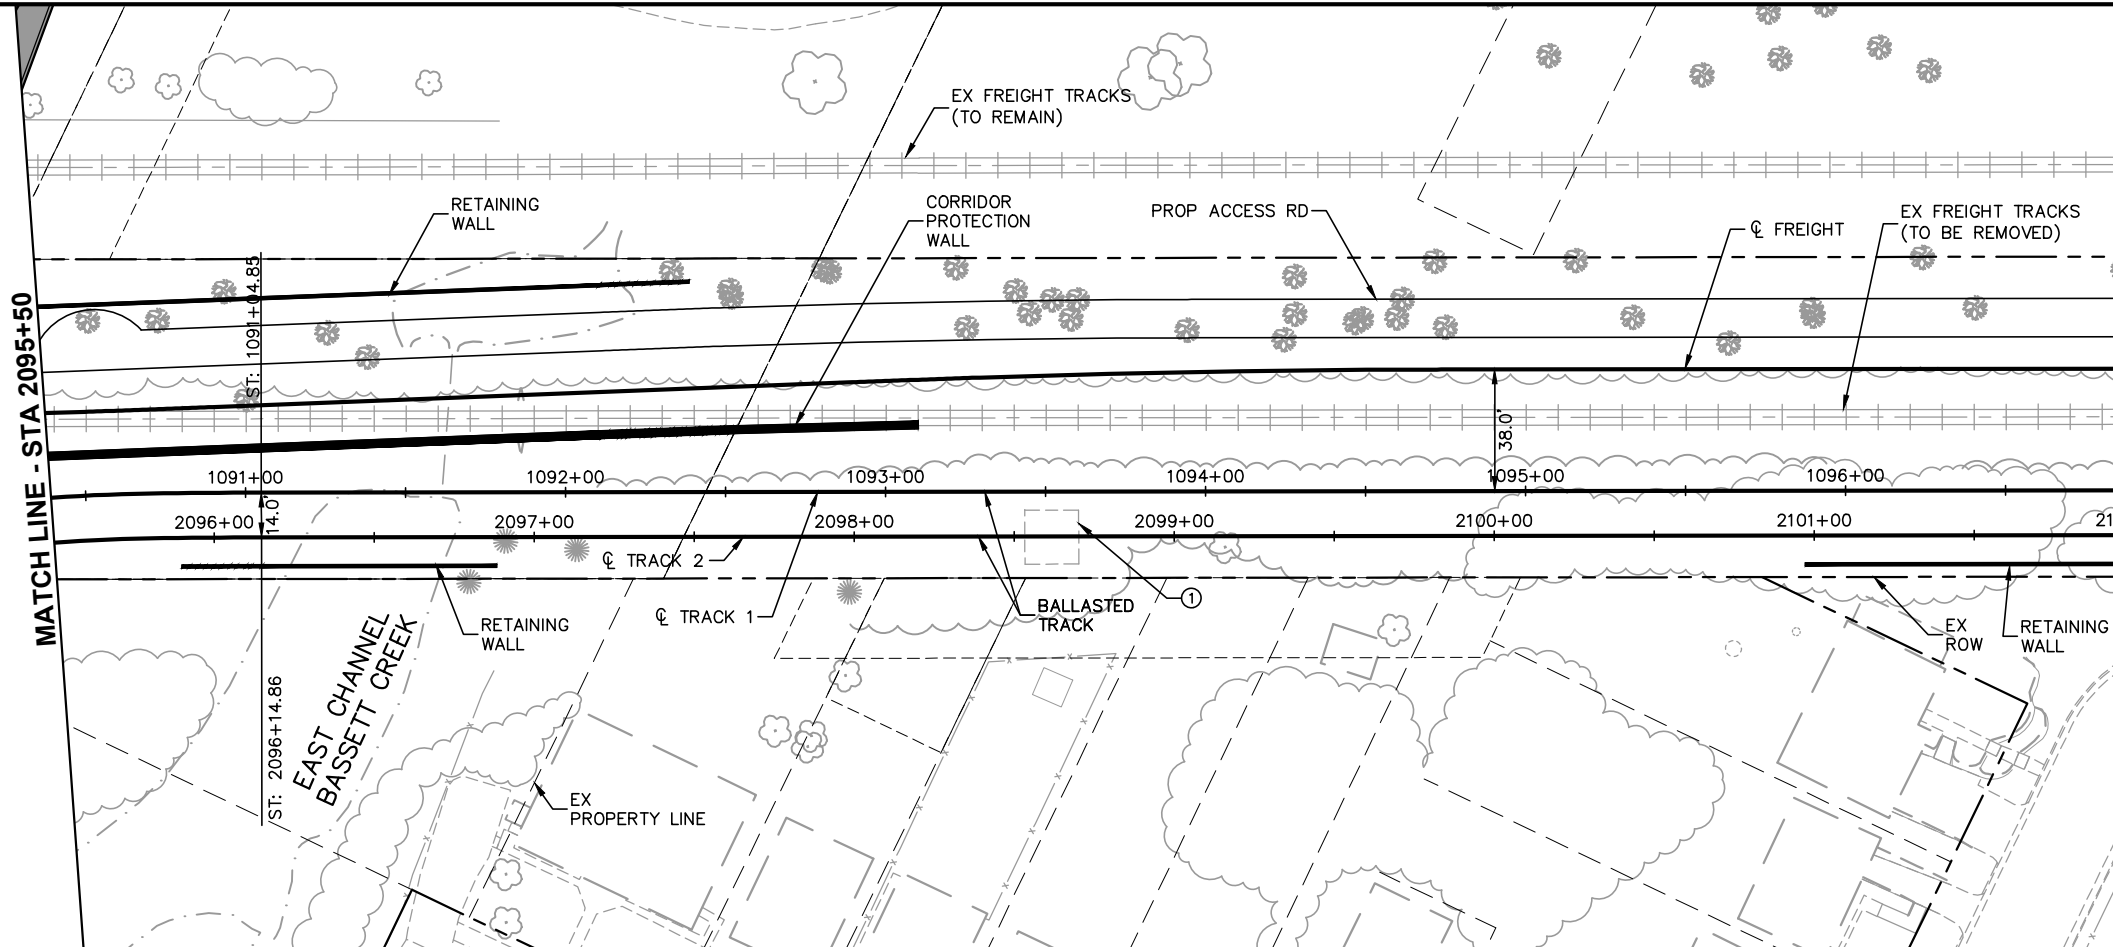 EX FREIGHT TRACKS
(TO REMAIN)
RETAINING
WALL
CORRIDOR
PROTECTION
WALL
PROP ACCESS RD
℄ FREIGHT
EX FREIGHT TRACKS
(TO BE REMOVED)
ST: 1091+04.85
MATCH LINE - STA 2095+50
38.0'
1091+00
1092+00
1093+00
1094+00
1095+00
1096+00
14.0'
2096+00
2097+00
2098+00
2099+00
2100+00
2101+00
21
℄ TRACK 2
℄ TRACK 1
BALLASTED
TRACK
1
RETAINING
WALL
EX
ROW
RETAINING
WALL
EAST CHANNEL
BASSETT CREEK
ST: 2096+14.86
EX
PROPERTY LINE